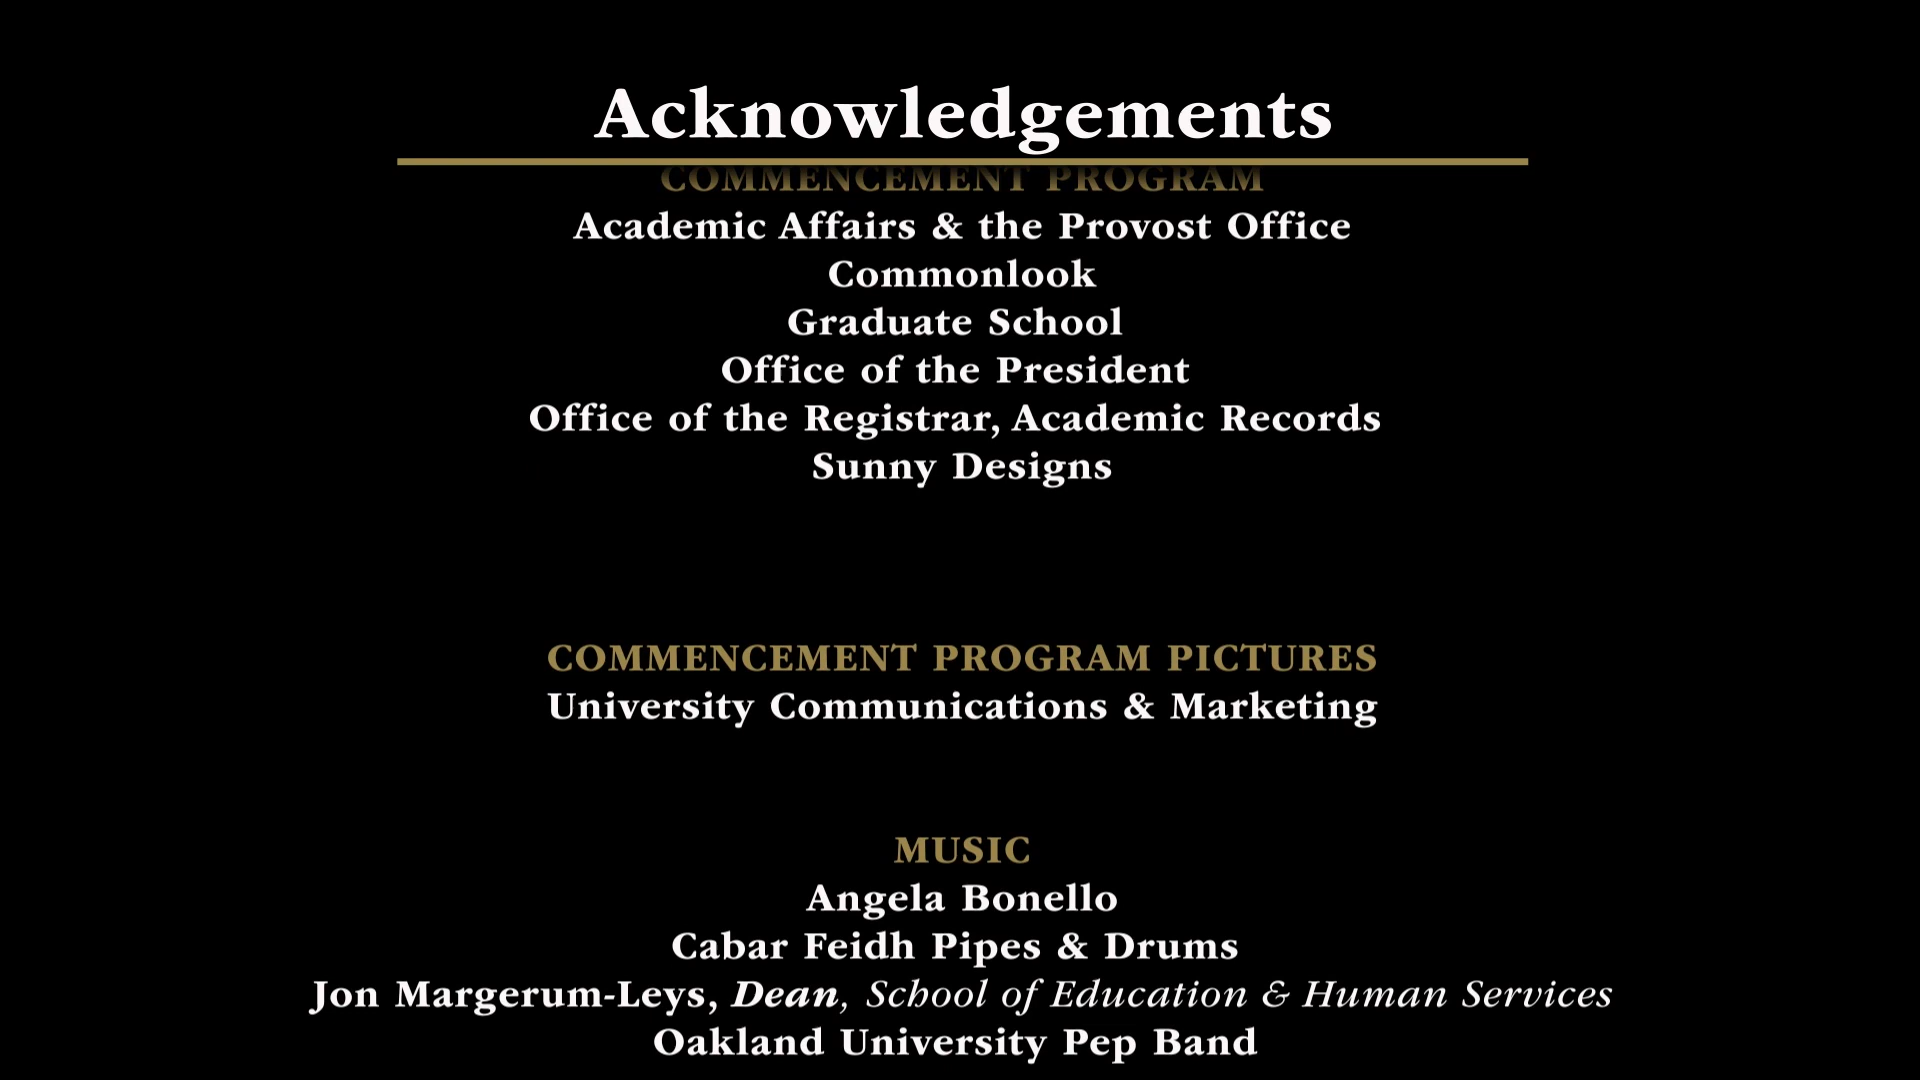 Acknowledgements
COMMENCEMENT PROGRAM
Academic Affairs & the Provost Office
Commonlook
Graduate School
Office of the President
Office of the Registrar, Academic Records
Sunny Designs
COMMENCEMENT PROGRAM PICTURES
University Communications & Marketing
MUSIC
Angela Bonello
Cabar Feidh Pipes & Drums
Jon Margerum-Leys, Dean, School of Education & Human Services
Oakland University Pep Band